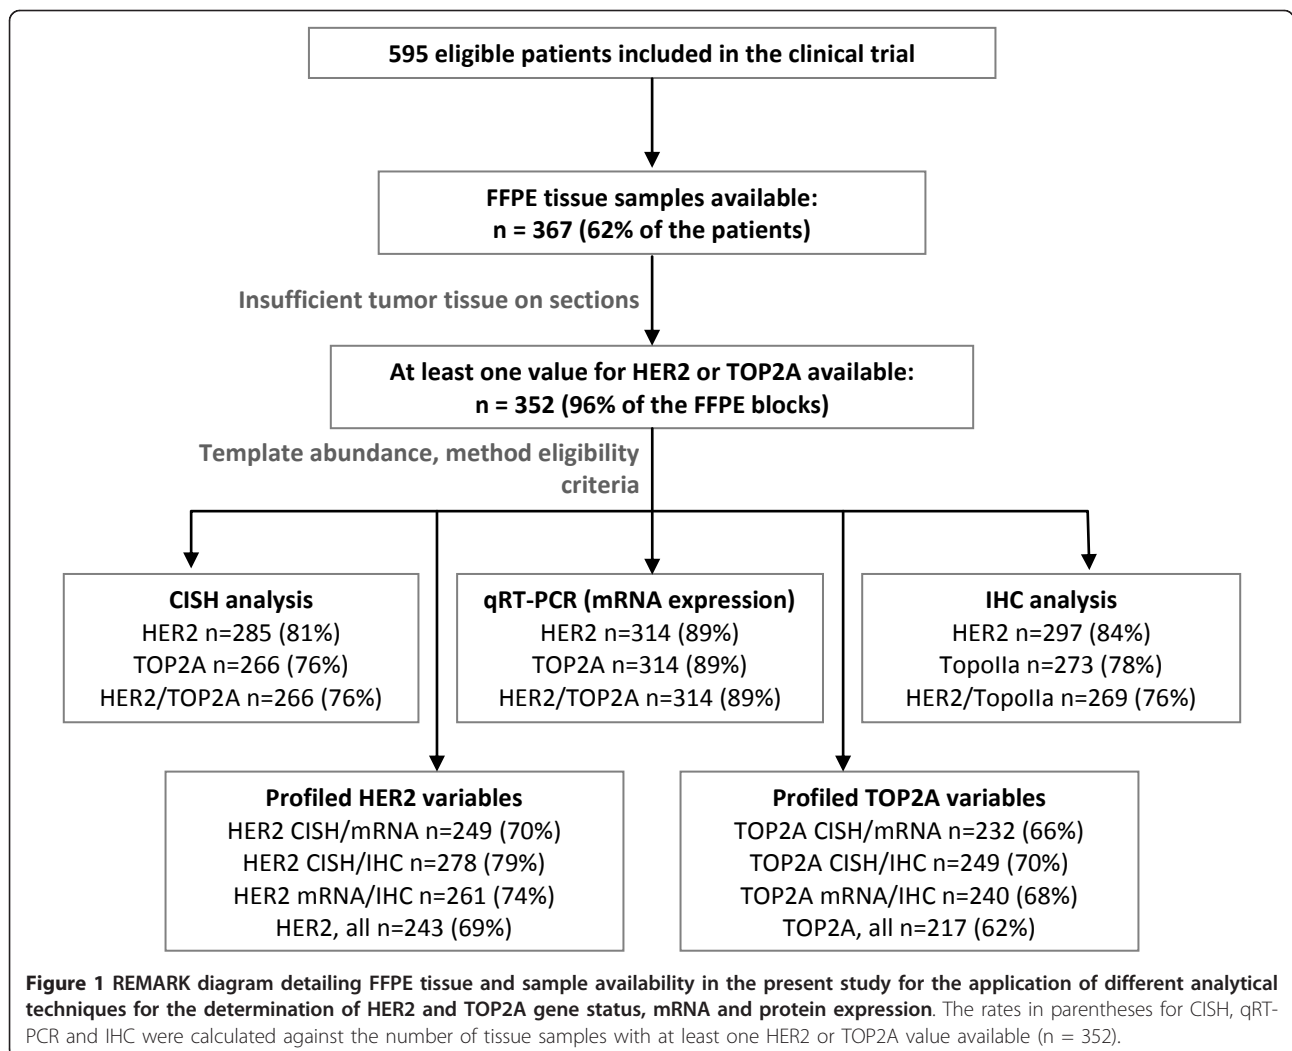 595 eligible patients included in the clinical trial
FFPE tissue samples available:
n = 367 (62% of the patients)
Insufficient tumor tissue on sections
At least one value for HER2 or TOP2A available:
n = 352 (96% of the FFPE blocks)
Template abundance, method eligibility
criteria
CISH analysis
HER2 n=285 (81%)
TOP2A n=266 (76%)
HER2/TOP2A n=266 (76%)
qRT-PCR (mRNA expression)
HER2 n=314 (89%)
TOP2A n=314 (89%)
HER2/TOP2A n=314 (89%)
IHC analysis
HER2 n=297 (84%)
TopoIIa n=273 (78%)
HER2/TopoIIa n=269 (76%)
Profiled HER2 variables
HER2 CISH/mRNA n=249 (70%)
HER2 CISH/IHC n=278 (79%)
HER2 mRNA/IHC n=261 (74%)
HER2, all n=243 (69%)
Profiled TOP2A variables
TOP2A CISH/mRNA n=232 (66%)
TOP2A CISH/IHC n=249 (70%)
TOP2A mRNA/IHC n=240 (68%)
TOP2A, all n=217 (62%)
Figure 1 REMARK diagram detailing FFPE tissue and sample availability in the present study for the application of different analytical
techniques for the determination of HER2 and TOP2A gene status, mRNA and protein expression. The rates in parentheses for CISH, qRT-
PCR and IHC were calculated against the number of tissue samples with at least one HER2 or TOP2A value available (n = 352).